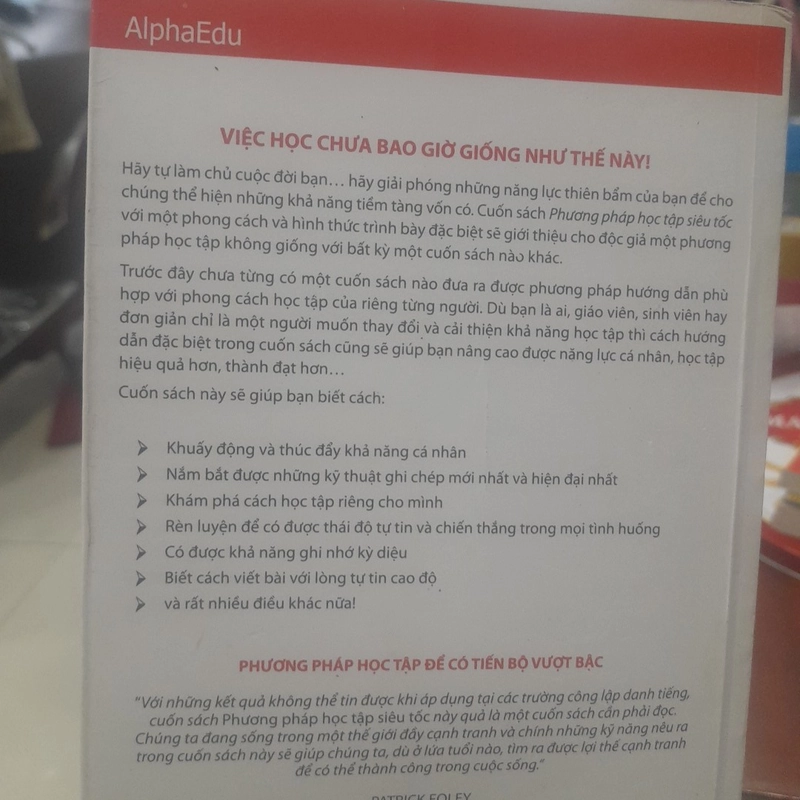 AlphaEdu
VIỆC HỌC CHƯA BAO GIỜ GIỐNG NHƯ THẾ NÀY!
Hãy tự làm chủ cuộc đời bạn... hãy giải phóng những năng lực thiên bẩm của bạn để cho
chúng thể hiện những khả năng tiềm tàng vốn có. Cuốn sách Phương pháp học tập siêu tốc
với một phong cách và hình thức trình bày đặc biệt sẽ giới thiệu cho độc giả một phương
pháp học tập không giống với bất kỳ một cuốn sách nào khác.
Trước đây chưa từng có một cuốn sách nào đưa ra được phương pháp hướng dẫn phù
hợp với phong cách học tập của riêng từng người. Dù bạn là ai, giáo viên, sinh viên hay
đơn giản chỉ là một người muốn thay đổi và cải thiện khả năng học tập thì cách hướng
dẫn đặc biệt trong cuốn sách cũng sẽ giúp bạn nâng cao được năng lực cá nhân, học tập
hiệu quả hơn, thành đạt hơn...
Cuốn sách này sẽ giúp bạn biết cách:
➢ Khuấy động và thúc đẩy khả năng cá nhân
➢ Nắm bắt được những kỹ thuật ghi chép mới nhất và hiện đại nhất
➢ Khám phá cách học tập riêng cho mình
➢ Rèn luyện để có được thái độ tự tin và chiến thắng trong mọi tình huống
➢ Có được khả năng ghi nhớ kỳ diệu
➢ Biết cách viết bài với lòng tự tin cao độ
➢ và rất nhiều điều khác nữa!
PHƯƠNG PHÁP HỌC TẬP ĐỂ CÓ TIẾN BỘ VƯỢT BẬC
"Với những kết quả không thể tin được khi áp dụng tại các trường công lập danh tiếng,
cuốn sách Phương pháp học tập siêu tốc này quả là một cuốn sách cần phải đọc.
Chúng ta đang sống trong một thế giới đầy cạnh tranh và chính những kỹ năng nêu ra
trong cuốn sách này sẽ giúp chúng ta, dù ở lứa tuổi nào, tìm ra được lợi thế cạnh tranh
để có thể thành công trong cuộc sống."
PATRICK FOLEY